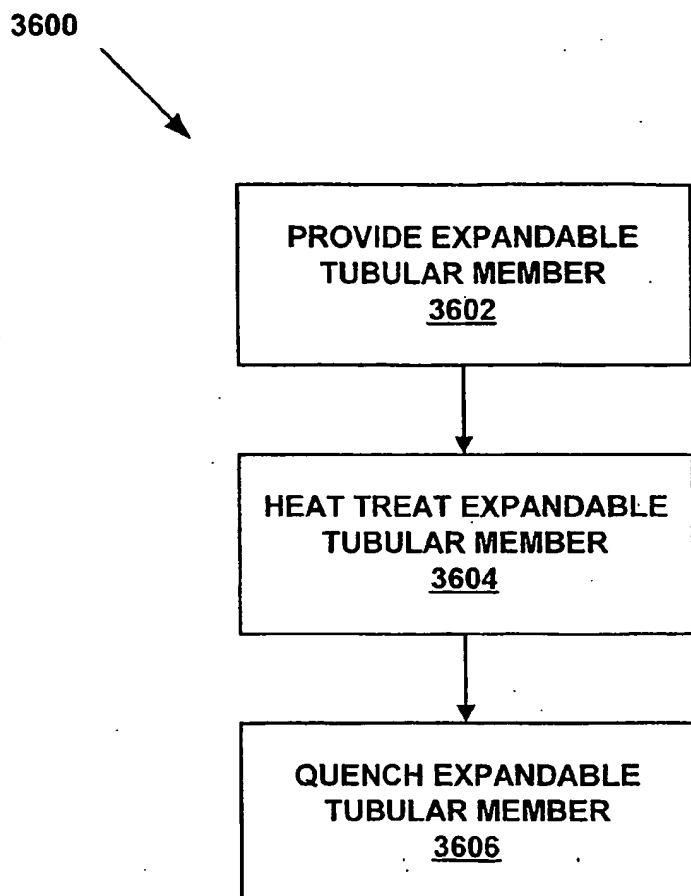 3600
PROVIDE EXPANDABLE
TUBULAR MEMBER
3602
HEAT TREAT EXPANDABLE
TUBULAR MEMBER
3604
QUENCH EXPANDABLE
TUBULAR MEMBER
3606